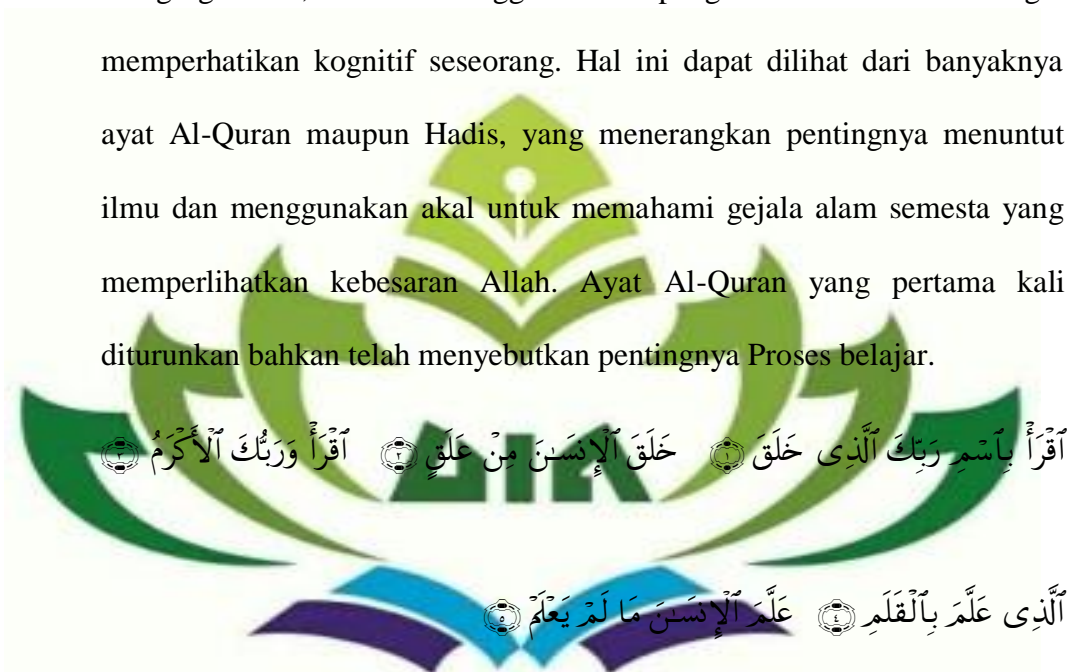 memperhatikan kognitif seseorang. Hal ini dapat dilihat dari banyaknya
ayat Al-Quran maupun Hadis, yang menerangkan pentingnya menuntut
ilmu dan menggunakan akal untuk memahami gejala alam semesta yang
memperlihatkan kebesaran Allah. Ayat Al-Quran yang pertama kali
diturunkan bahkan telah menyebutkan pentingnya Proses belajar.
ٱقۡرَأۡ بِٱسۡمِ رَبِّكَ ٱلَّذِى خَلَقَ ۝١ خَلَقَ ٱلۡإِنسَـٰنَ مِنۡ عَلَقٍ ۝٢ ٱقۡرَأۡ وَرَبُّكَ ٱلۡأَكۡرَمُ ۝٣
ٱلَّذِى عَلَّمَ بِٱلۡقَلَمِ ۝٤ عَلَّمَ ٱلۡإِنسَـٰنَ مَا لَمۡ يَعۡلَمۡ ۝٥